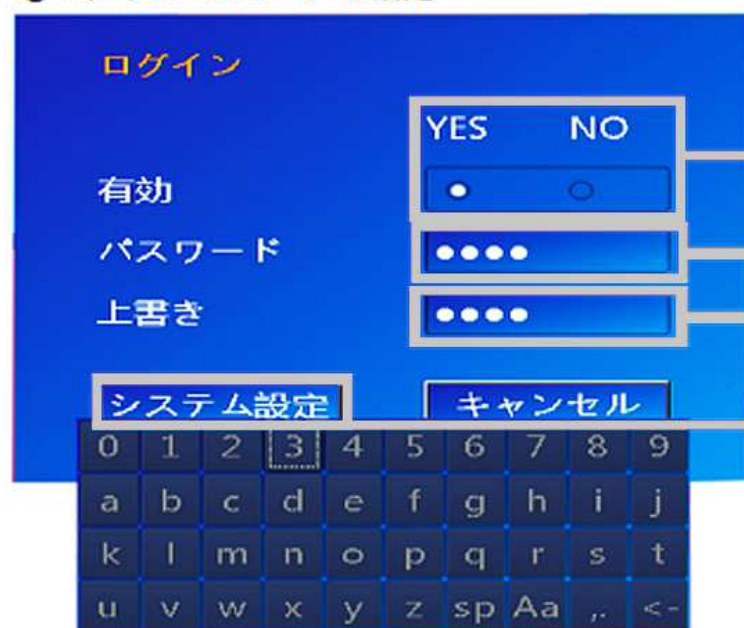 ログイン
YES NO
有効
パスワード
上書き
システム設定 キャンセル
0 1 2 3 4 5 6 7 8 9
a b c d e f g h i j
k l m n o p q r s t
u v w x y z sp Aa ,. <-